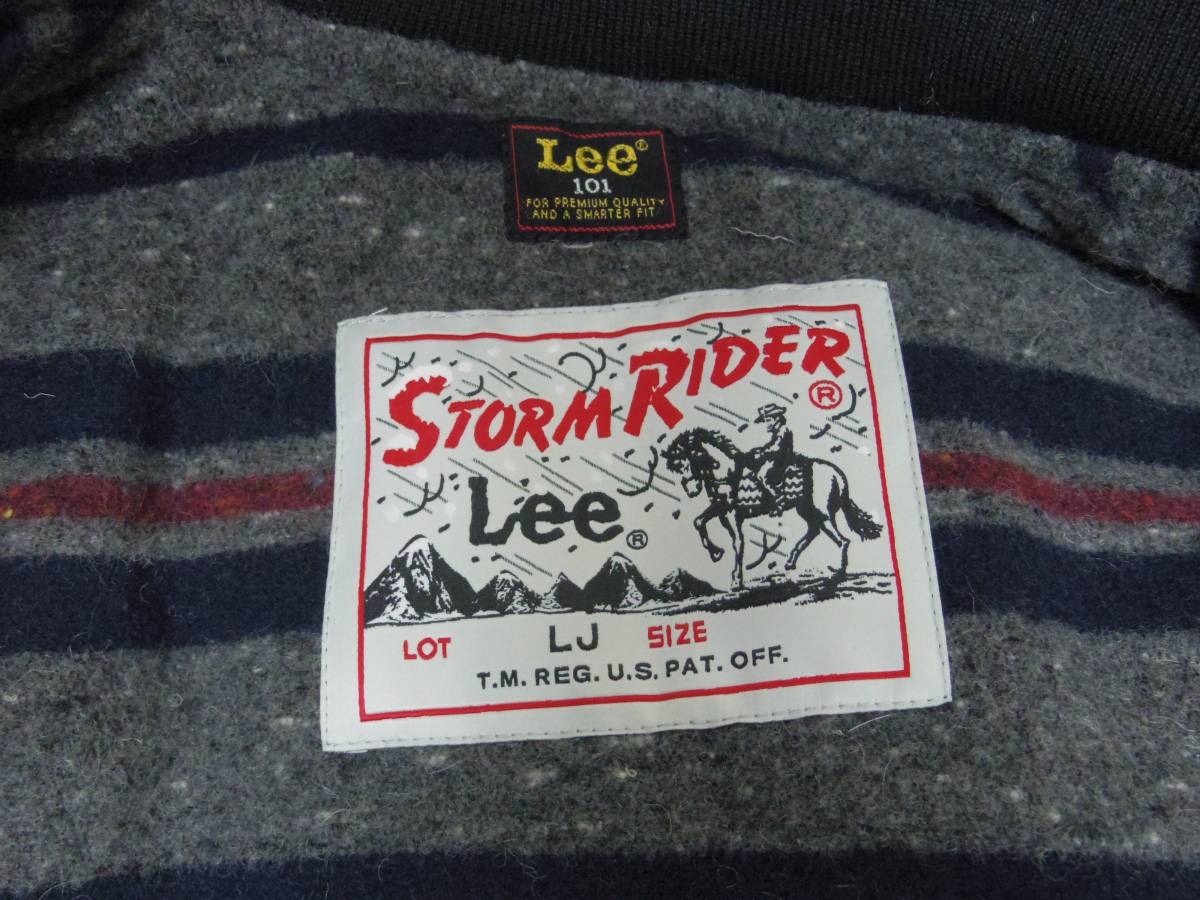 Lee®
101
FOR PREMIUM QUALITY
AND A SMARTER FIT
STORM RIDER®
Lee®
LOT LJ SIZE
T.M. REG. U.S. PAT. OFF.